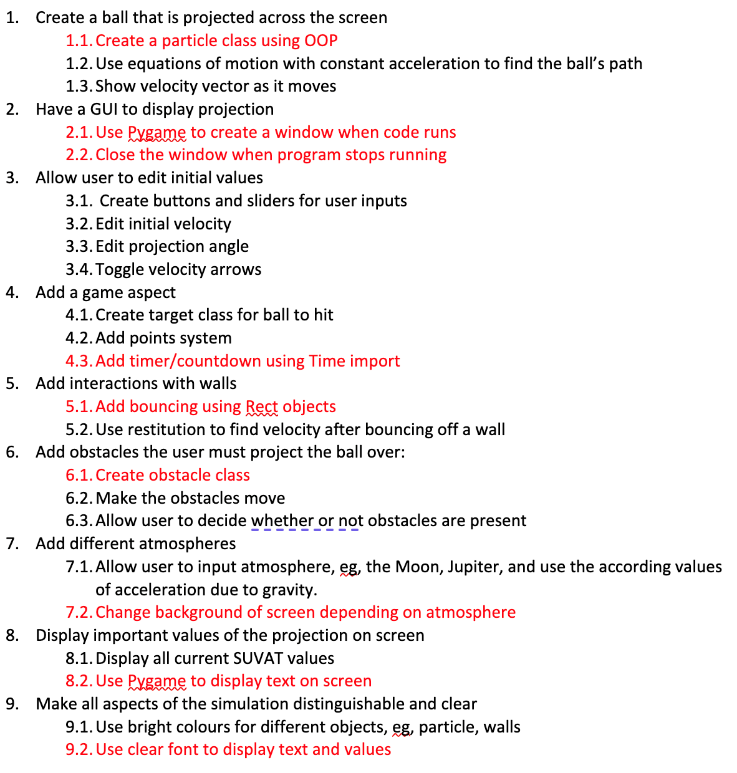 1. Create a ball that is projected across the screen
1.1. Create a particle class using OOP
1.2. Use equations of motion with constant acceleration to find the ball's path
1.3. Show velocity vector as it moves
2. Have a GUI to display projection
2.1. Use Pygame to create a window when code runs
2.2. Close the window when program stops running
3. Allow user to edit initial values
3.1. Create buttons and sliders for user inputs
3.2. Edit initial velocity
3.3. Edit projection angle
3.4. Toggle velocity arrows
4. Add a game aspect
4.1. Create target class for ball to hit
4.2. Add points system
4.3. Add timer/countdown using Time import
5. Add interactions with walls
5.1. Add bouncing using Rect objects
5.2. Use restitution to find velocity after bouncing off a wall
6. Add obstacles the user must project the ball over:
6.1. Create obstacle class
6.2. Make the obstacles move
6.3. Allow user to decide whether or not obstacles are present
7. Add different atmospheres
7.1. Allow user to input atmosphere, eg, the Moon, Jupiter, and use the according values
of acceleration due to gravity.
7.2. Change background of screen depending on atmosphere
8. Display important values of the projection on screen
8.1. Display all current SUVAT values
8.2. Use Pygame to display text on screen
9. Make all aspects of the simulation distinguishable and clear
9.1. Use bright colours for different objects, eg, particle, walls
9.2. Use clear font to display text and values